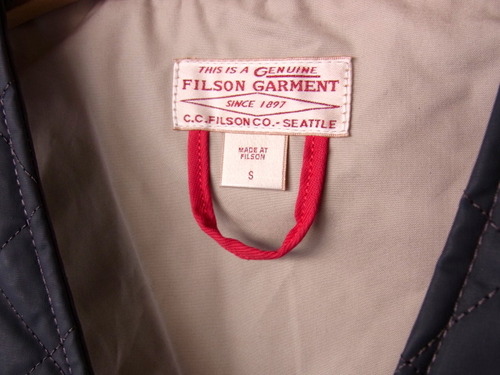 THIS IS A GENUINE
FILSON GARMENT
SINCE 1897
C.C. FILSON CO. - SEATTLE
MADE AT
FILSON
S